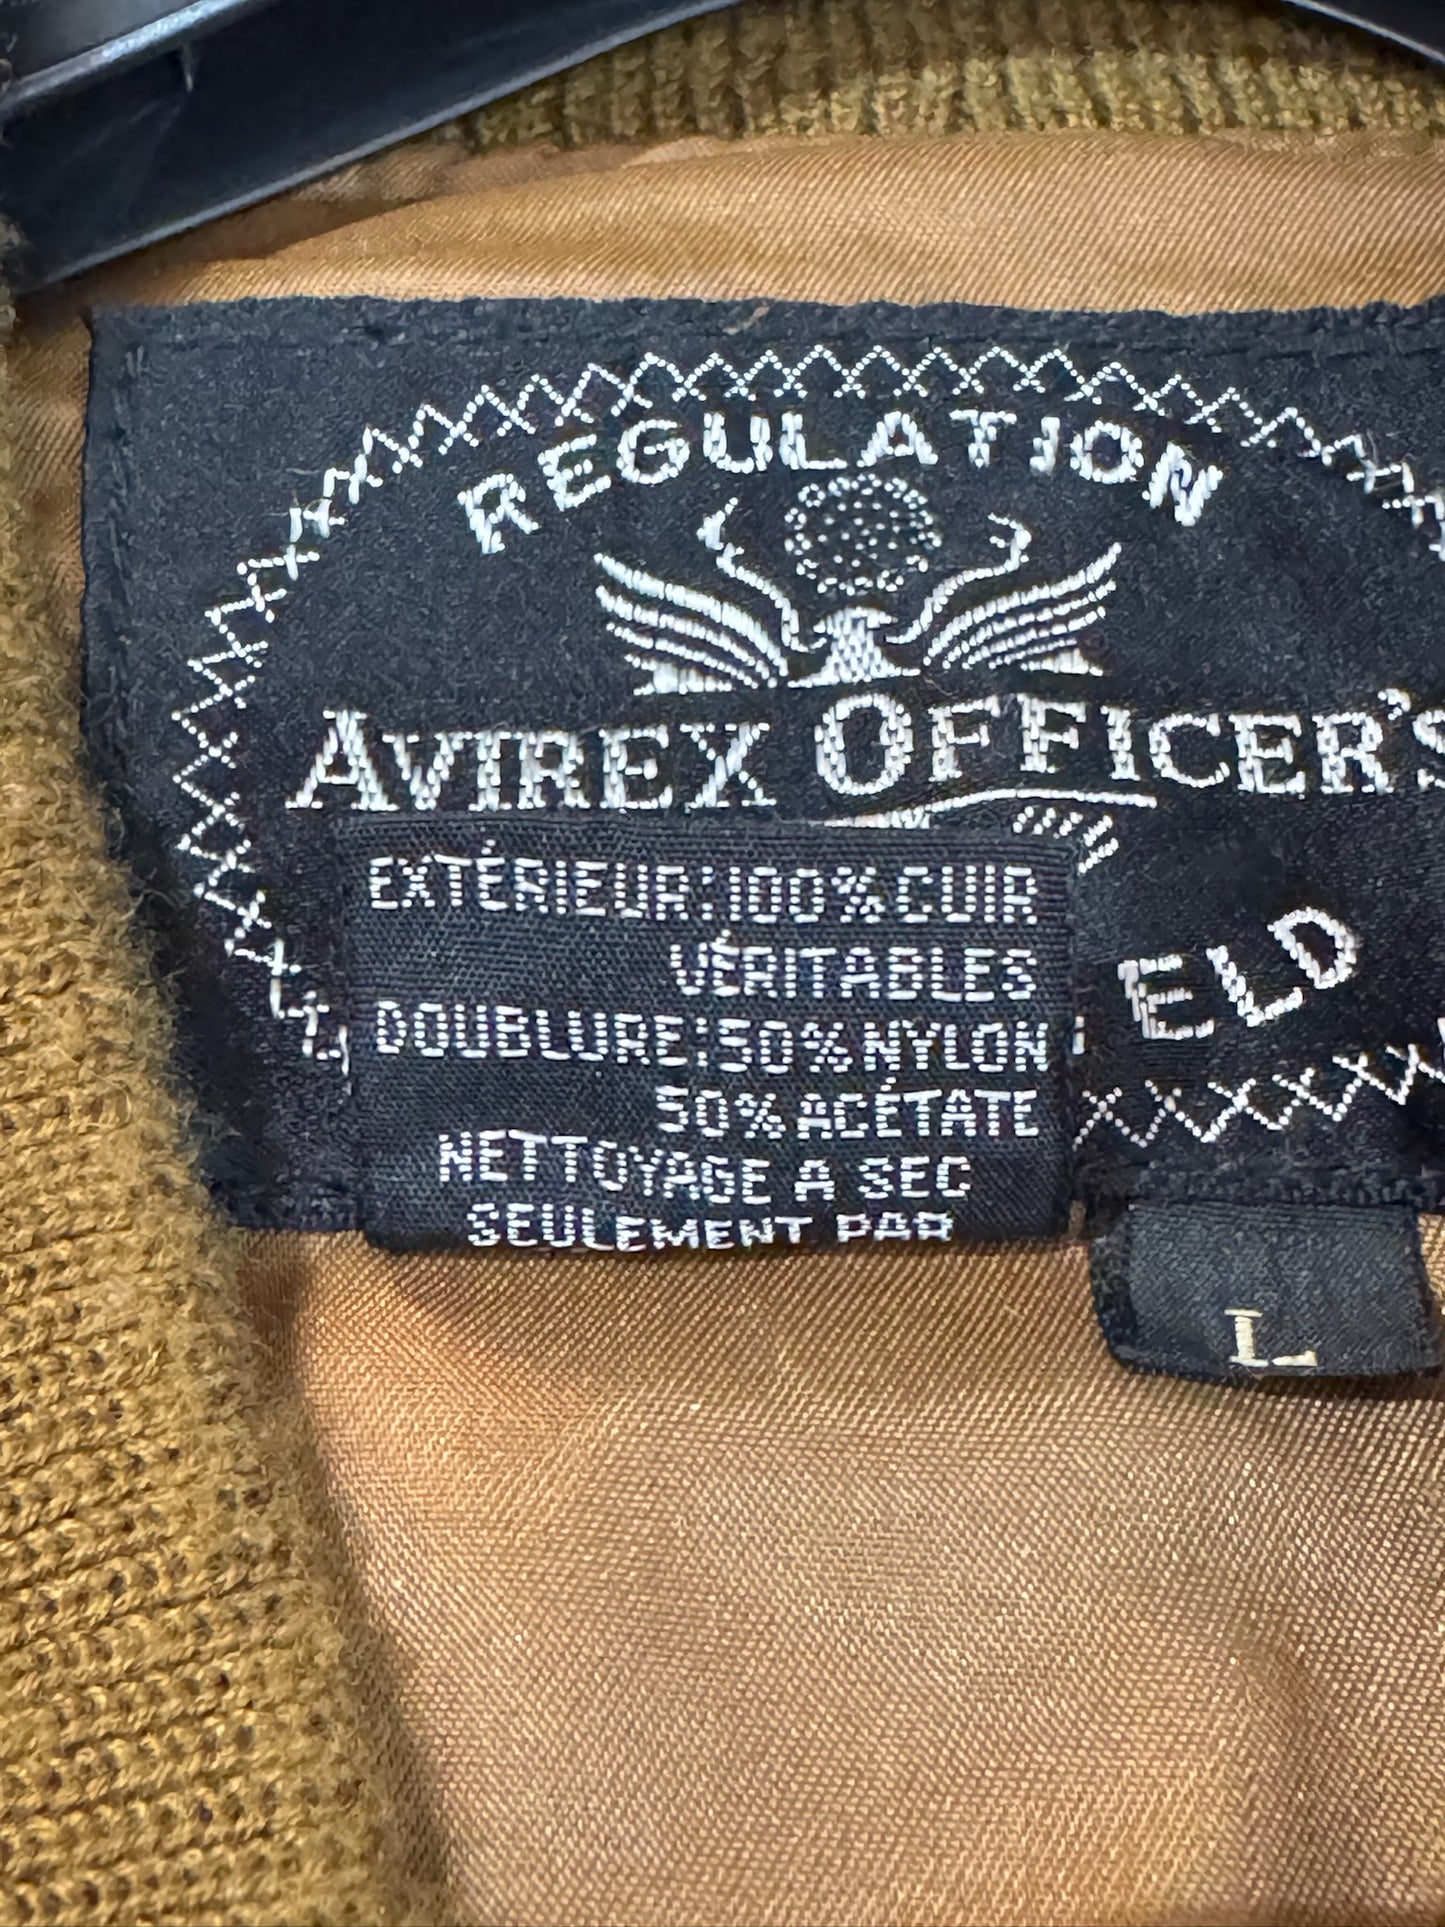 REGULATION
AVIREX OFFICER'S
ELD
EXTÉRIEUR:100%CUIR
VÉRITABLES
DOUBLURE:50%NYLON
50%ACÉTATE
NETTOYAGE A SEC
SEULEMENT PAR
L